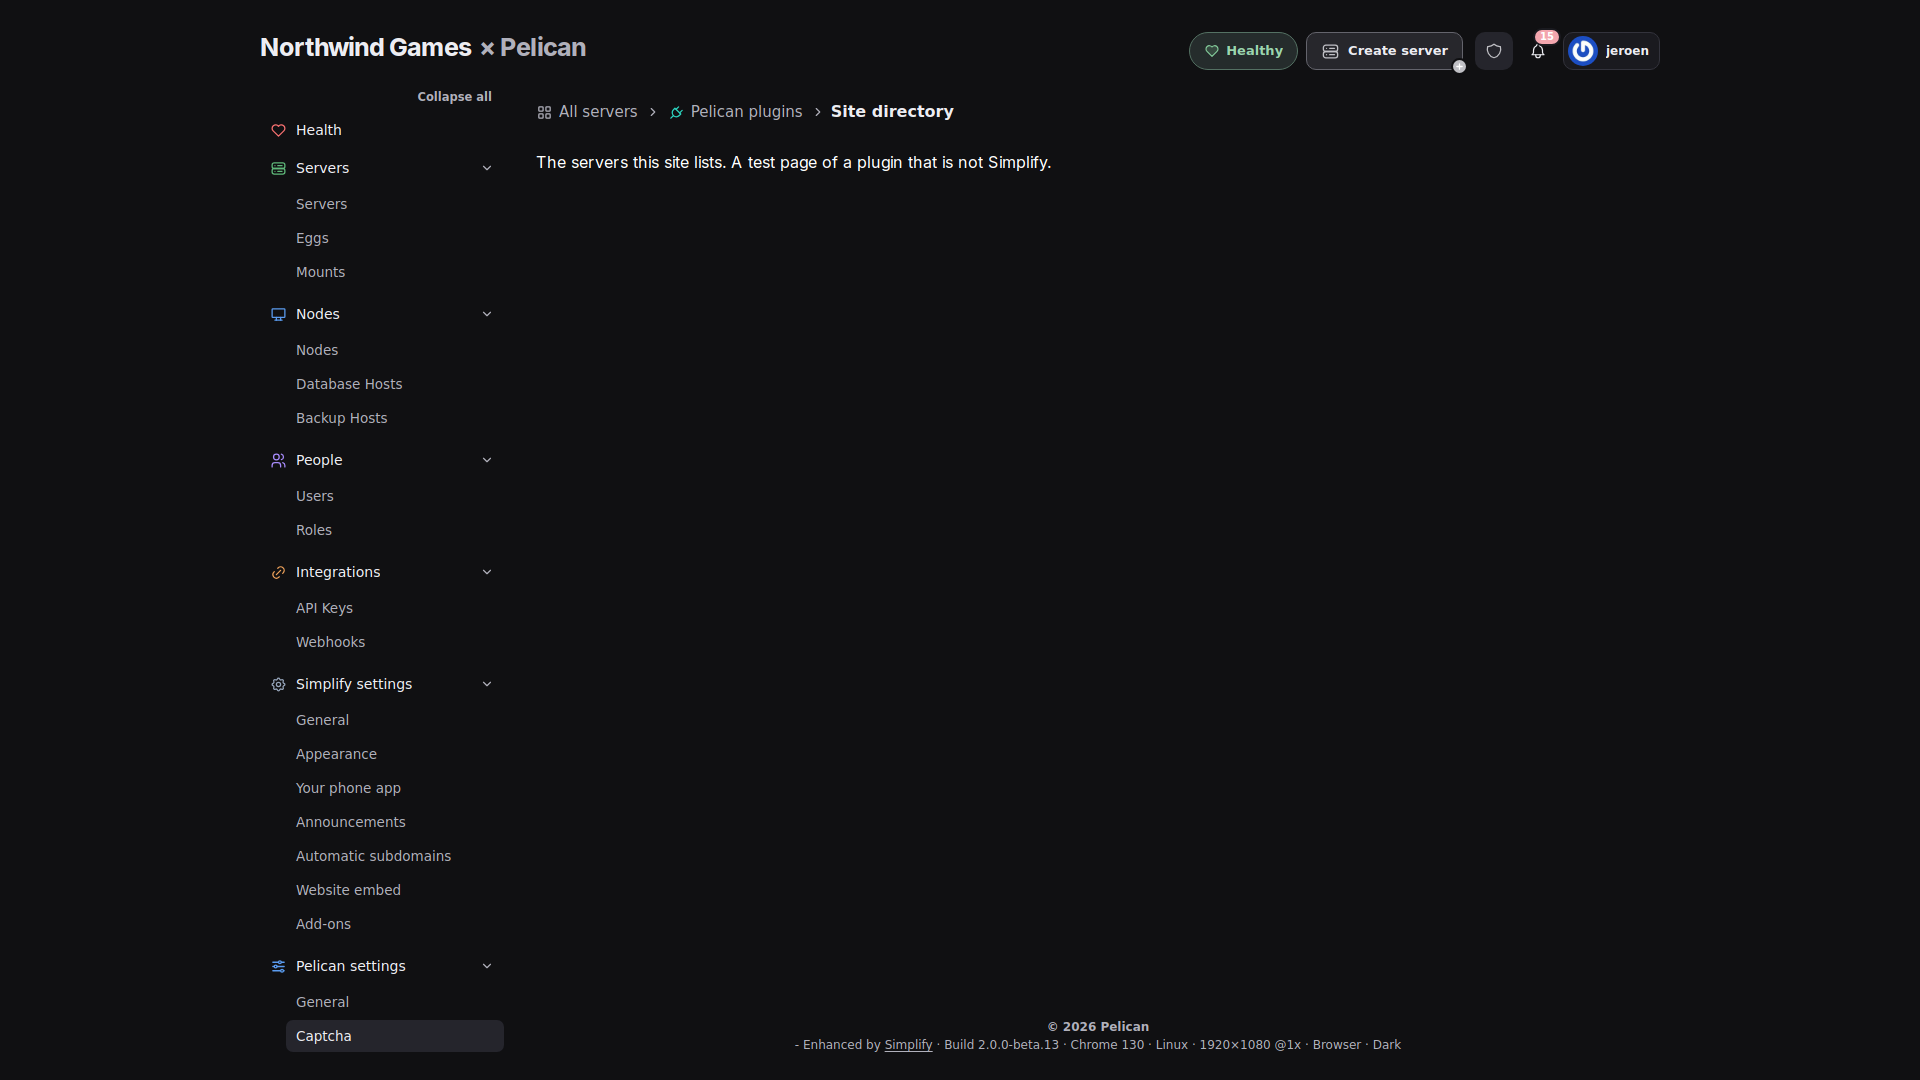 Northwind Games × Pelican
Healthy
Create server
15
jeroen
Collapse all
Health
Servers
Servers
Eggs
Mounts
Nodes
Nodes
Database Hosts
Backup Hosts
People
Users
Roles
Integrations
API Keys
Webhooks
Simplify settings
General
Appearance
Your phone app
Announcements
Automatic subdomains
Website embed
Add-ons
Pelican settings
General
Captcha
All servers > Pelican plugins > Site directory
The servers this site lists. A test page of a plugin that is not Simplify.
© 2026 Pelican
- Enhanced by Simplify · Build 2.0.0-beta.13 · Chrome 130 · Linux · 1920×1080 @1x · Browser · Dark